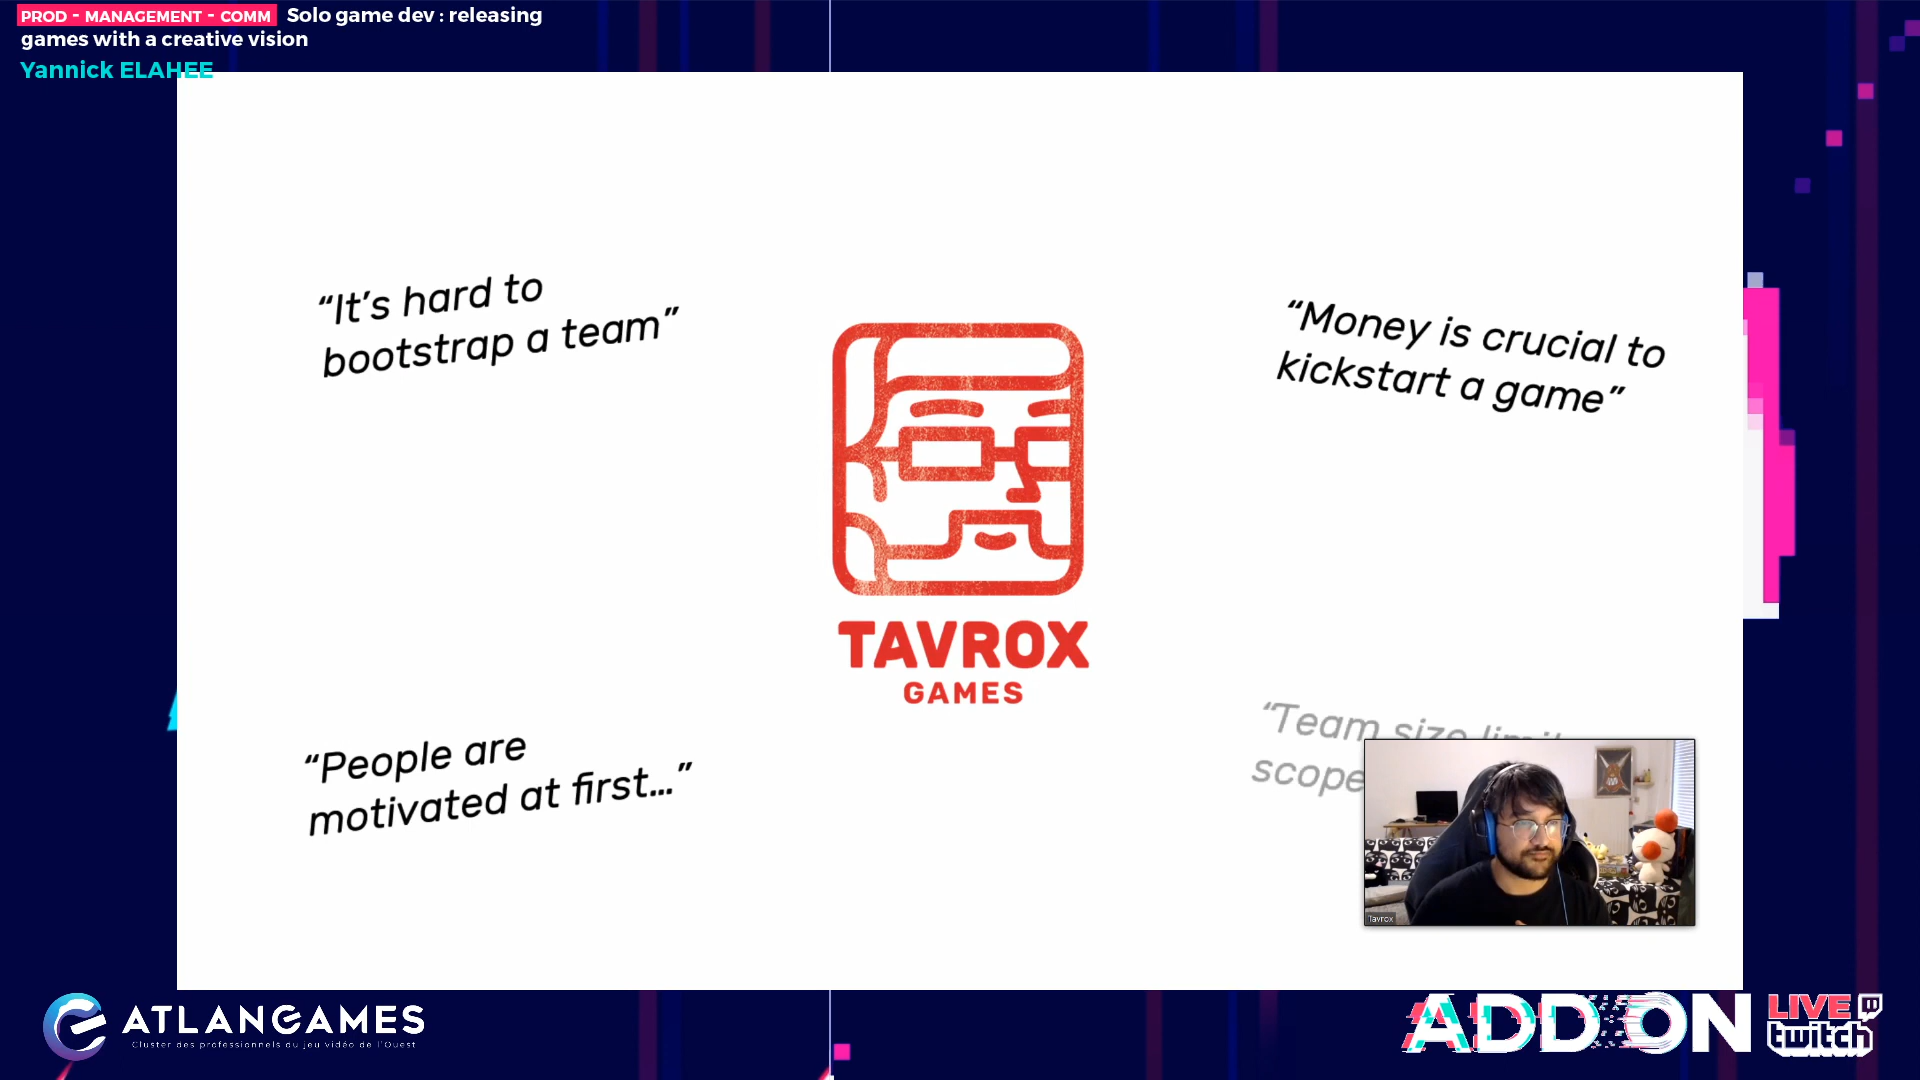 PROD - MANAGEMENT - COMM Solo game dev : releasing
games with a creative vision
Yannick ELAHEE
“It’s hard to
bootstrap a team”
“Money is crucial to
kickstart a game”
TAVROX
GAMES
“People are
motivated at first...”
“Team size
scope
Tavrox
ATLANGAMES
Cluster des professionnels du jeu vidéo de l'Ouest
ADDON
LIVE
twitch